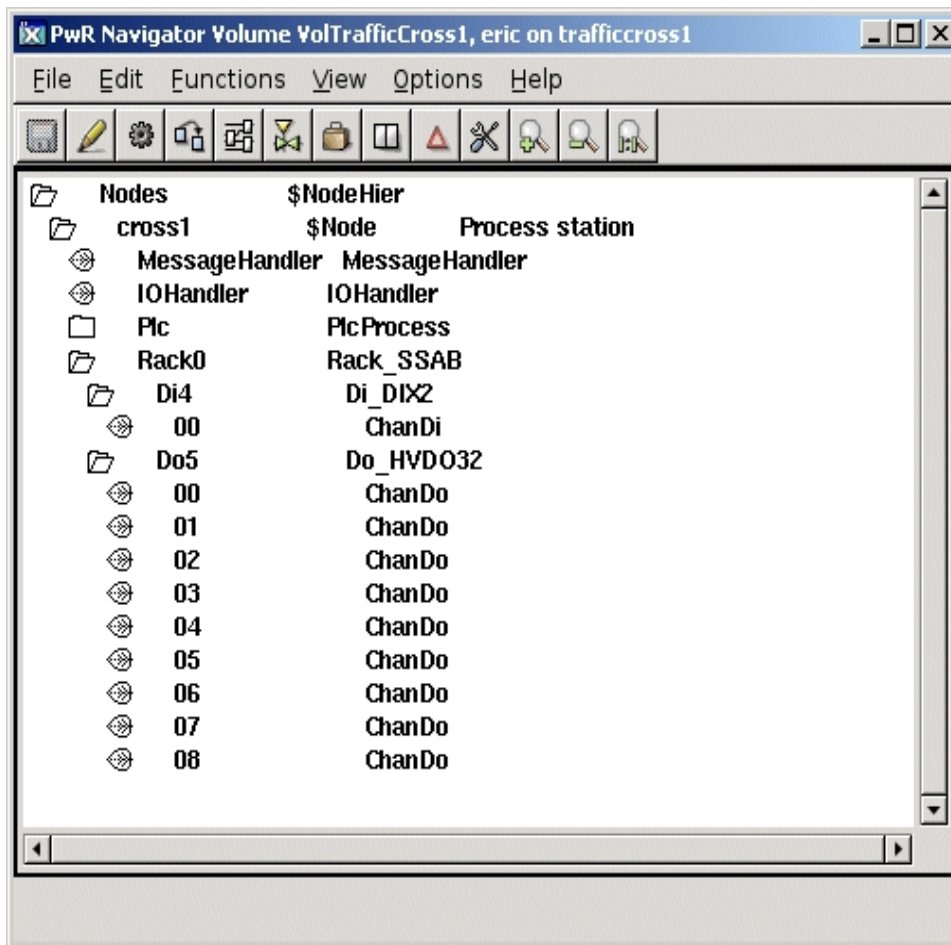 PwR Navigator Volume VolTrafficCross1, eric on trafficcross1
File Edit Functions View Options Help
Nodes $NodeHier
cross1 $Node Process station
MessageHandler MessageHandler
IOHandler IOHandler
Plc PlcProcess
Rack0 Rack_SSAB
Di4 Di_DIX2
00 ChanDi
Do5 Do_HVDO32
00 ChanDo
01 ChanDo
02 ChanDo
03 ChanDo
04 ChanDo
05 ChanDo
06 ChanDo
07 ChanDo
08 ChanDo